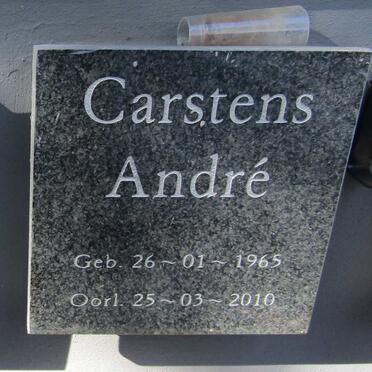 Carstens
André
Geb. 26 ~ 01 ~ 1965
Oorl. 25 ~ 03 ~ 2010